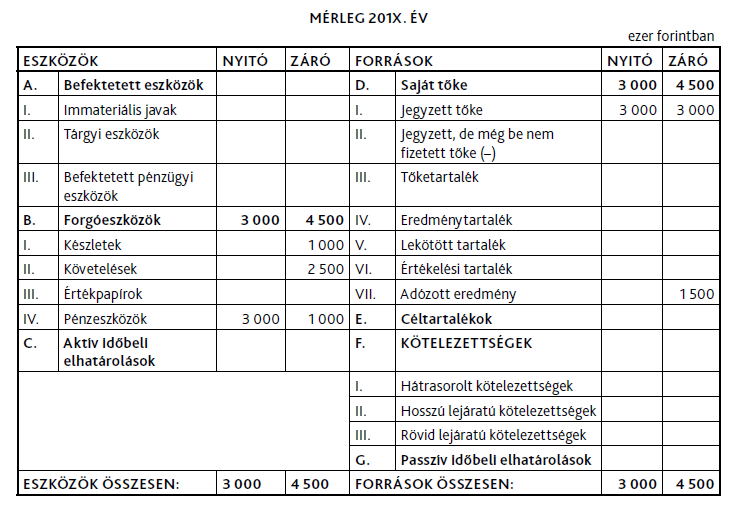 MÉRLEG 201X. ÉV
ezer forintban
ESZKÖZÖK NYITÓ ZÁRÓ FORRÁSOK NYITÓ ZÁRÓ
A. Befektetett eszközök D. Saját tőke 3 000 4 500
I. Immateriális javak I. Jegyzett tőke 3 000 3 000
II. Tárgyi eszközök II. Jegyzett, de még be nem
fizetett tőke (–)
III. Befektetett pénzügyi III. Tőketartalék
eszközök
B. Forgóeszközök 3 000 4 500 IV. Eredménytartalék
I. Készletek 1 000 V. Lekötött tartalék
II. Követelések 2 500 VI. Értékelési tartalék
III. Értékpapírok VII. Adózott eredmény 1 500
IV. Pénzeszközök 3 000 1 000 E. Céltartalékok
C. Aktív időbeli F. KÖTELEZETTSÉGEK
elhatárolások
I. Hátrasorolt kötelezettségek
II. Hosszú lejáratú kötelezettségek
III. Rövid lejáratú kötelezettségek
G. Passzív időbeli elhatárolások
ESZKÖZÖK ÖSSZESEN: 3 000 4 500 FORRÁSOK ÖSSZESEN: 3 000 4 500